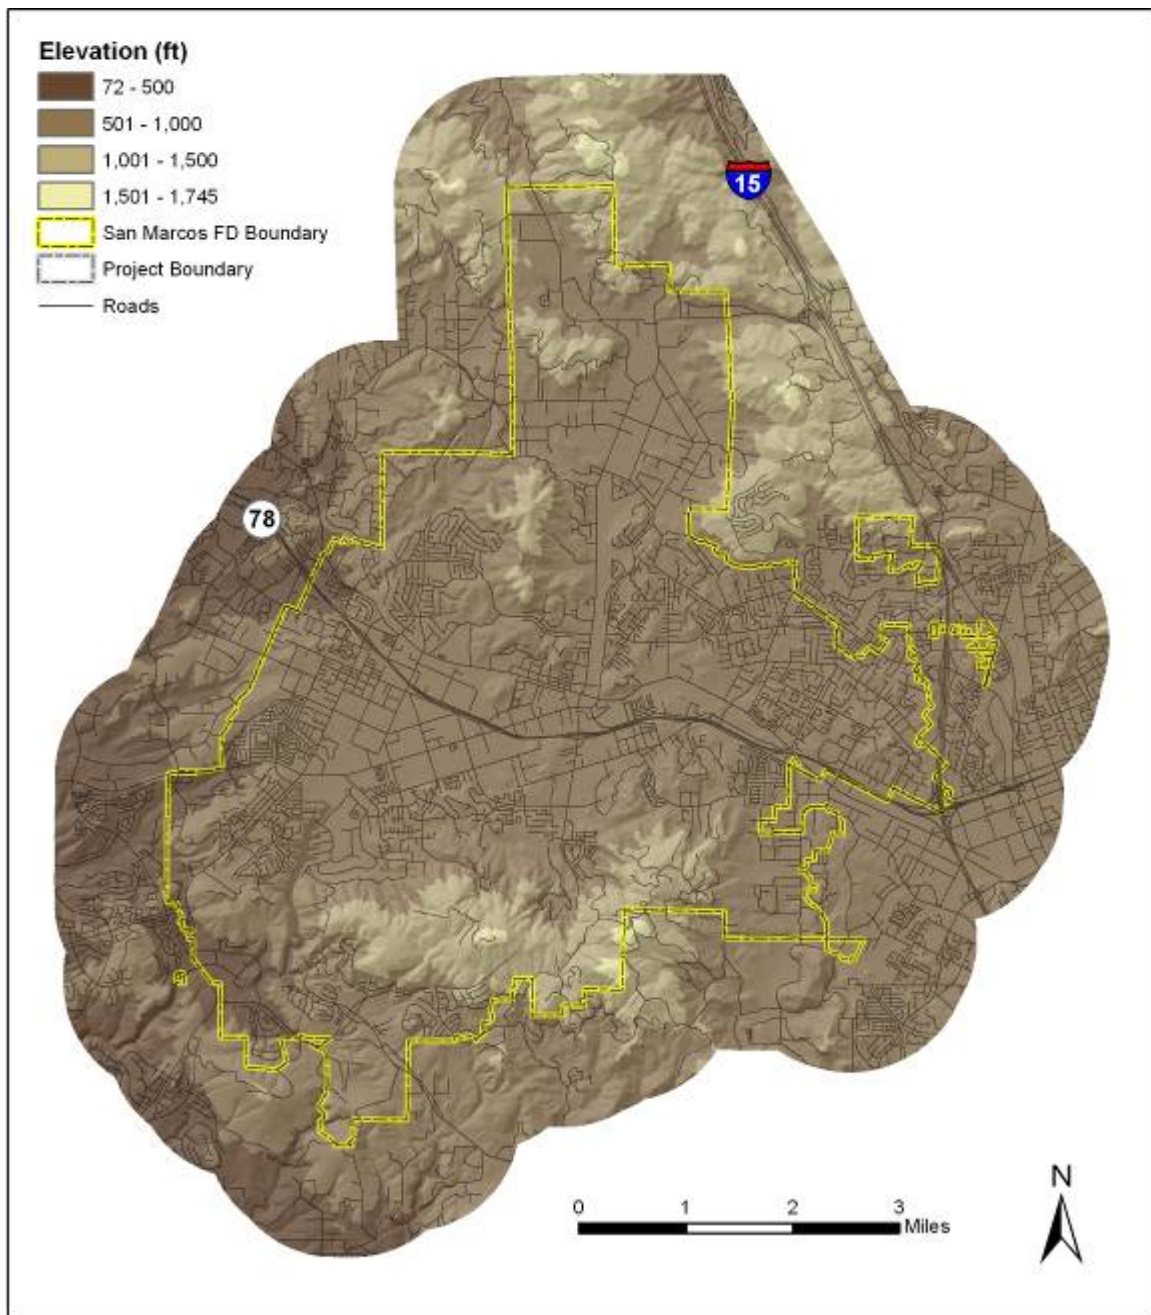 Elevation (ft)
72 - 500
501 - 1,000
1,001 - 1,500
1,501 - 1,745
San Marcos FD Boundary
Project Boundary
Roads
15
78
N
0 1 2 3
Miles